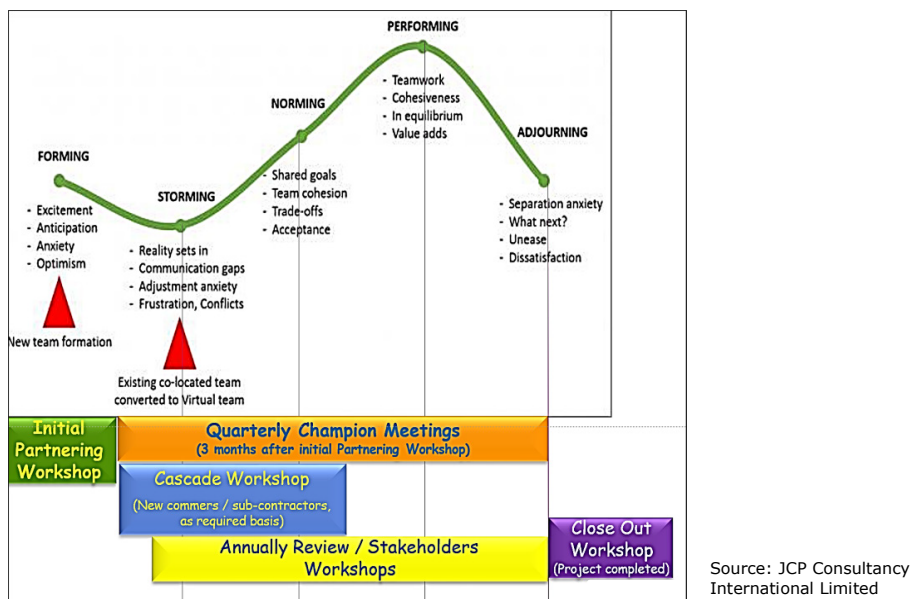 PERFORMING
- Teamwork
- Cohesiveness
- In equilibrium
- Value adds
NORMING
- Shared goals
- Team cohesion
- Trade-offs
- Acceptance
ADJOURNING
- Separation anxiety
- What next?
- Unease
- Dissatisfaction
FORMING
- Excitement
- Anticipation
- Anxiety
- Optimism
New team formation
STORMING
- Reality sets in
- Communication gaps
- Adjustment anxiety
- Frustration, Conflicts
Existing co-located team
converted to Virtual team
Initial
Partnering
Workshop
Quarterly Champion Meetings
(3 months after initial Partnering Workshop)
Cascade Workshop
(New commers / sub-contractors,
as required basis)
Annually Review / Stakeholders
Workshops
Close Out
Workshop
(Project completed)
Source: JCP Consultancy
International Limited